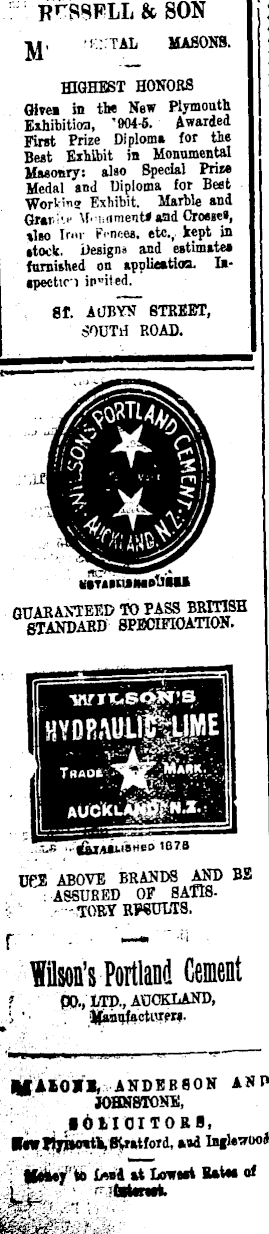 RUSSELL & SON
MONUMENTAL MASONS.
HIGHEST HONORS
Given in the New Plymouth
Exhibition, 1904-5. Awarded
First Prize Diploma for the
Best Exhibit in Monumental
Masonry: also Special Prize
Medal and Diploma for Best
Working Exhibit. Marble and
Granite Monuments and Crosses,
also Iron Fences, etc., kept in
stock. Designs and estimates
furnished on application. In-
spection invited.
ST. AUBYN STREET,
SOUTH ROAD.
WILSON'S PORTLAND CEMENT
AUCKLAND, N.Z.
ESTABLISHED
GUARANTEED TO PASS BRITISH
STANDARD SPECIFICATION.
WILSON'S
HYDRAULIC LIME
TRADE MARK
AUCKLAND N.Z.
ESTABLISHED 1878
USE ABOVE BRANDS AND BE
ASSURED OF SATIS-
TORY RESULTS.
Wilson's Portland Cement
CO., LTD., AUCKLAND,
Manufacturers.
MALONE, ANDERSON AND
JOHNSTONE,
SOLICITORS,
New Plymouth, Stratford, and Inglewood
Money to Lend at Lowest Rates of
Interest.